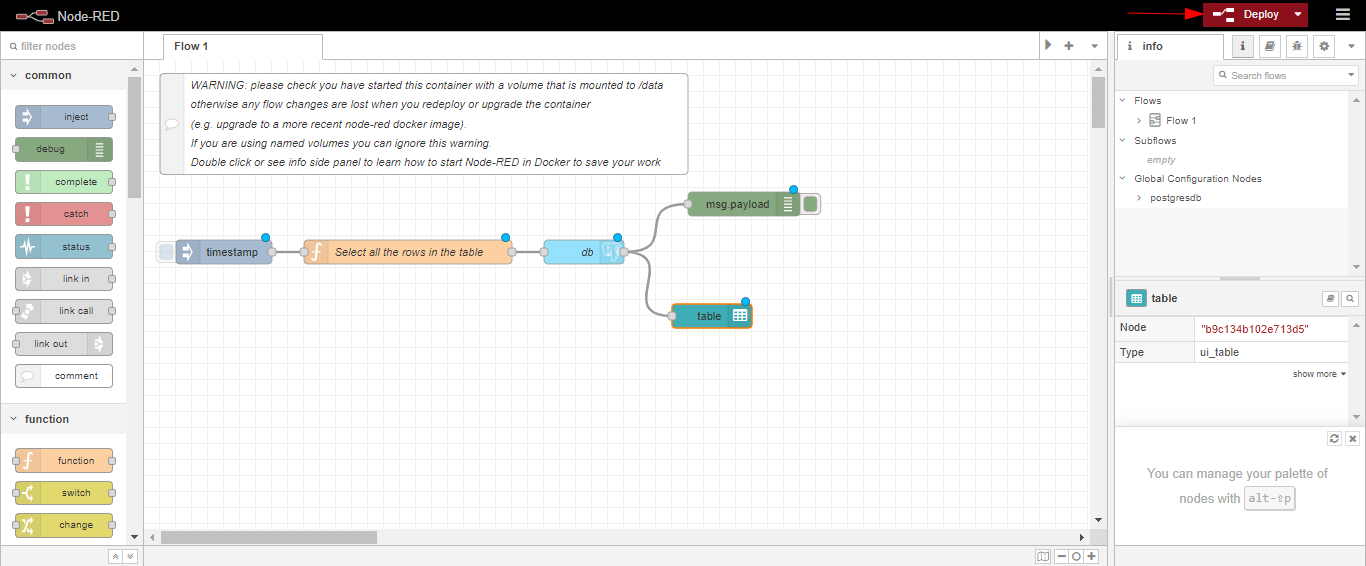 Node-RED
Deploy
filter nodes
common
inject
debug
complete
catch
status
link in
link call
link out
comment
function
function
switch
change
Flow 1
WARNING: please check you have started this container with a volume that is mounted to /data
otherwise any flow changes are lost when you redeploy or upgrade the container
(e.g. upgrade to a more recent node-red docker image).
If you are using named volumes you can ignore this warning.
Double click or see info side panel to learn how to start Node-RED in Docker to save your work
msg.payload
timestamp
Select all the rows in the table
db
table
i info
i
Search flows
Flows
Flow 1
Subflows
empty
Global Configuration Nodes
postgresdb
table
Node "b9c134b102e713d5"
Type ui_table
show more
You can manage your palette of
nodes with alt-⇧p